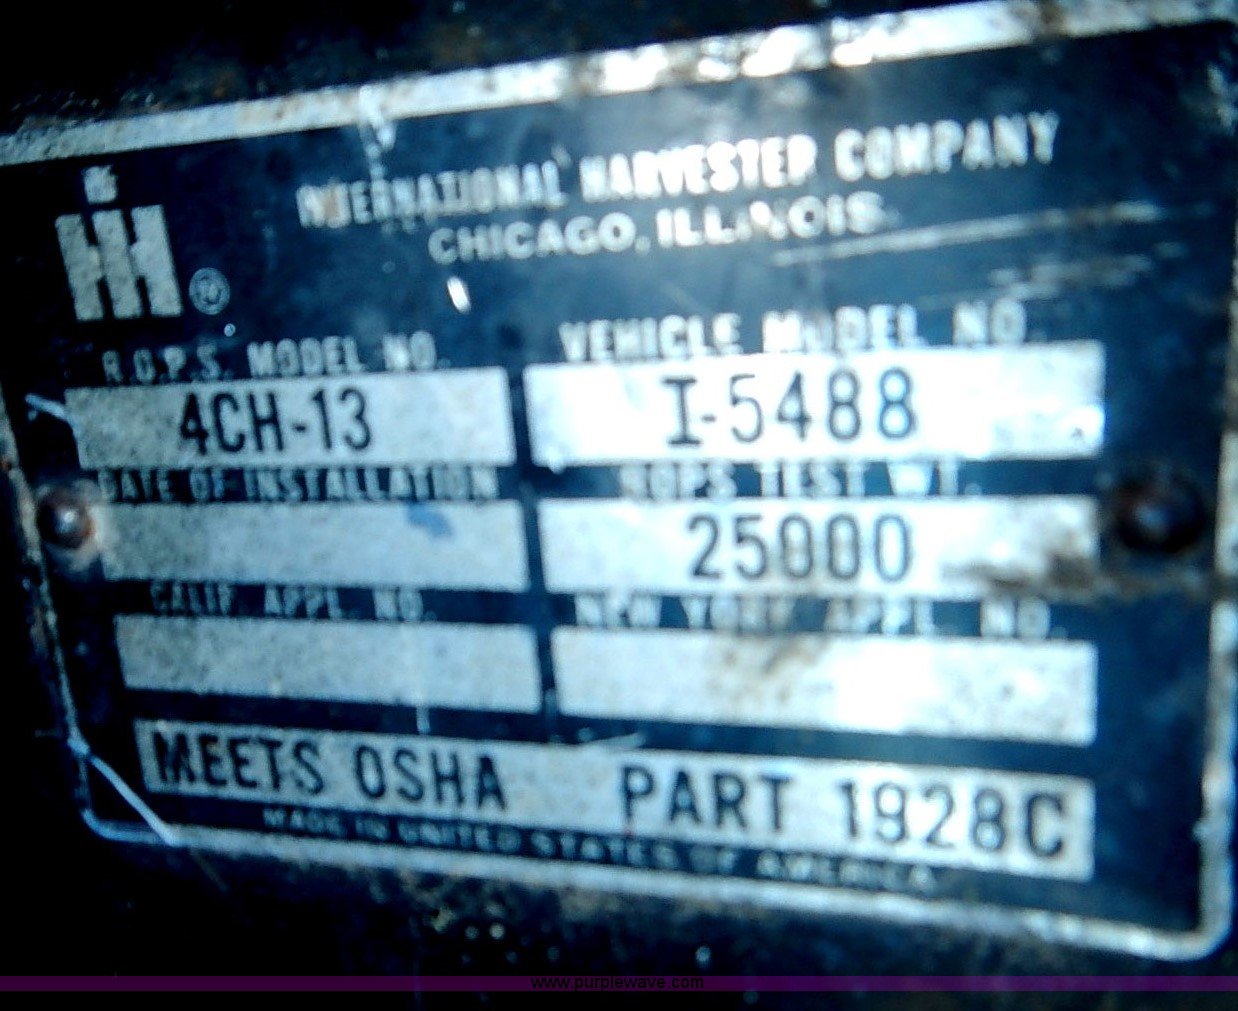 INTERNATIONAL HARVESTER COMPANY
CHICAGO, ILLINOIS
IH ®
R.O.P.S. MODEL NO. VEHICLE MODEL NO.
4CH-13 I-5488
DATE OF INSTALLATION ROPS TEST WT.
25000
CALIF. APPL. NO. NEW YORK APPL. NO.
MEETS OSHA PART 1928C
MADE IN UNITED STATES OF AMERICA
www.purplewave.com